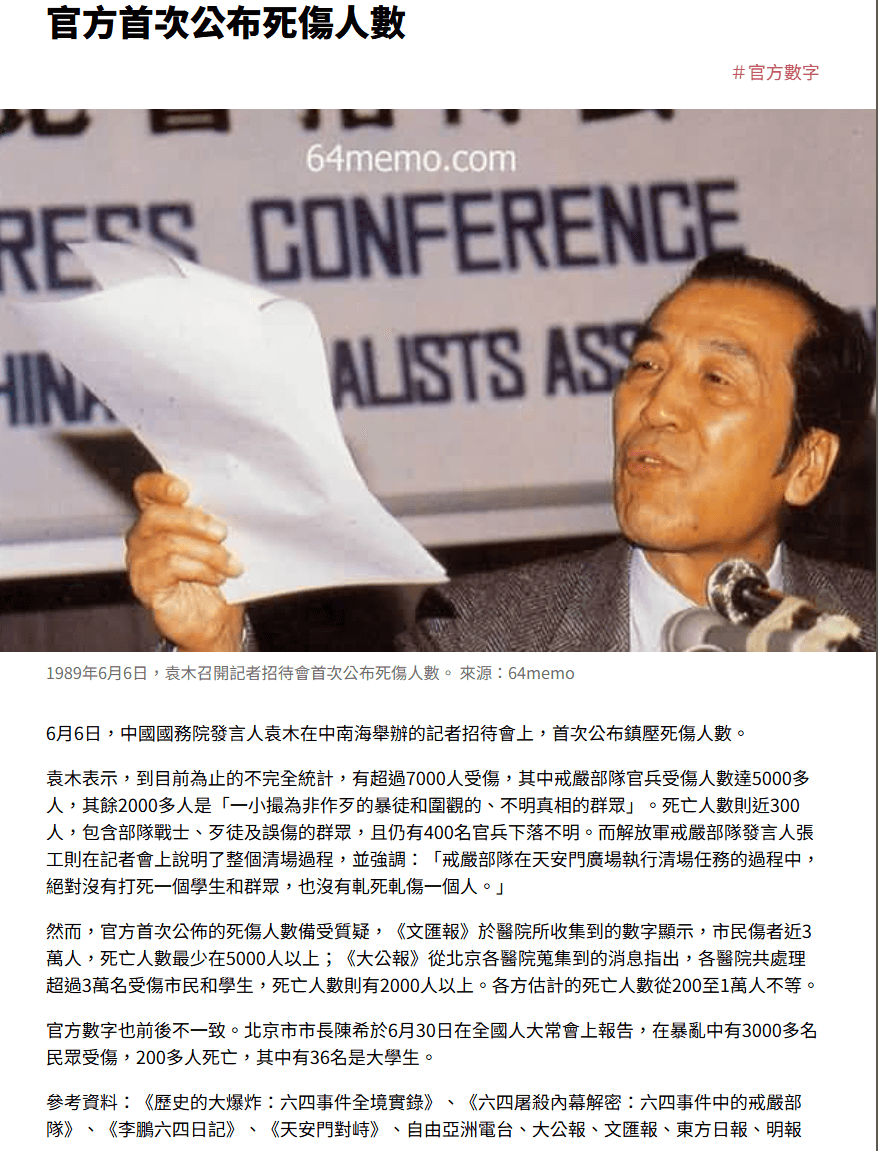 官方首次公布死傷人數
＃官方數字
64memo.com
RESS CONFERENCE
ALISTS ASS
1989年6月6日，袁木召開記者招待會首次公布死傷人數。 來源：64memo
6月6日，中國國務院發言人袁木在中南海舉辦的記者招待會上，首次公布鎮壓死傷人數。
袁木表示，到目前為止的不完全統計，有超過7000人受傷，其中戒嚴部隊官兵受傷人數達5000多
人，其餘2000多人是「一小撮為非作歹的暴徒和圍觀的、不明真相的群眾」。死亡人數則近300
人，包含部隊戰士、歹徒及誤傷的群眾，且仍有400名官兵下落不明。而解放軍戒嚴部隊發言人張
工則在記者會上說明了整個清場過程，並強調：「戒嚴部隊在天安門廣場執行清場任務的過程中，
絕對沒有打死一個學生和群眾，也沒有軋死軋傷一個人。」
然而，官方首次公佈的死傷人數備受質疑，《文匯報》於醫院所收集到的數字顯示，市民傷者近3
萬人，死亡人數最少在5000人以上；《大公報》從北京各醫院蒐集到的消息指出，各醫院共處理
超過3萬名受傷市民和學生，死亡人數則有2000人以上。各方估計的死亡人數從200至1萬人不等。
官方數字也前後不一致。北京市市長陳希於6月30日在全國人大常會上報告，在暴亂中有3000多名
民眾受傷，200多人死亡，其中有36名是大學生。
參考資料：《歷史的大爆炸：六四事件全境實錄》、《六四屠殺內幕解密：六四事件中的戒嚴部
隊》、《李鵬六四日記》、《天安門對峙》、自由亞洲電台、大公報、文匯報、東方日報、明報